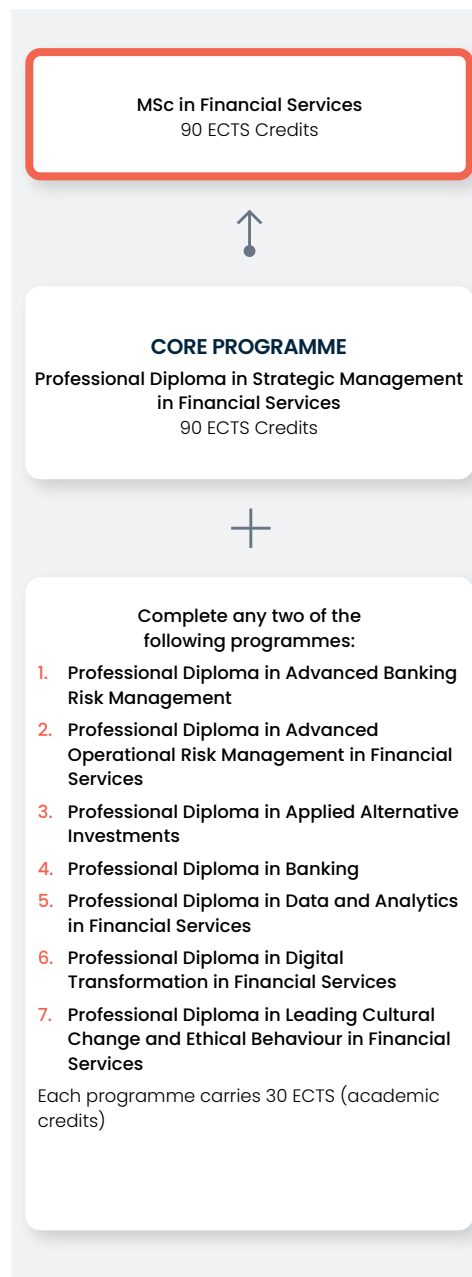 MSc in Financial Services
90 ECTS Credits
CORE PROGRAMME
Professional Diploma in Strategic Management
in Financial Services
90 ECTS Credits
Complete any two of the
following programmes:
1. Professional Diploma in Advanced Banking
Risk Management
2. Professional Diploma in Advanced
Operational Risk Management in Financial
Services
3. Professional Diploma in Applied Alternative
Investments
4. Professional Diploma in Banking
5. Professional Diploma in Data and Analytics
in Financial Services
6. Professional Diploma in Digital
Transformation in Financial Services
7. Professional Diploma in Leading Cultural
Change and Ethical Behaviour in Financial
Services
Each programme carries 30 ECTS (academic
credits)